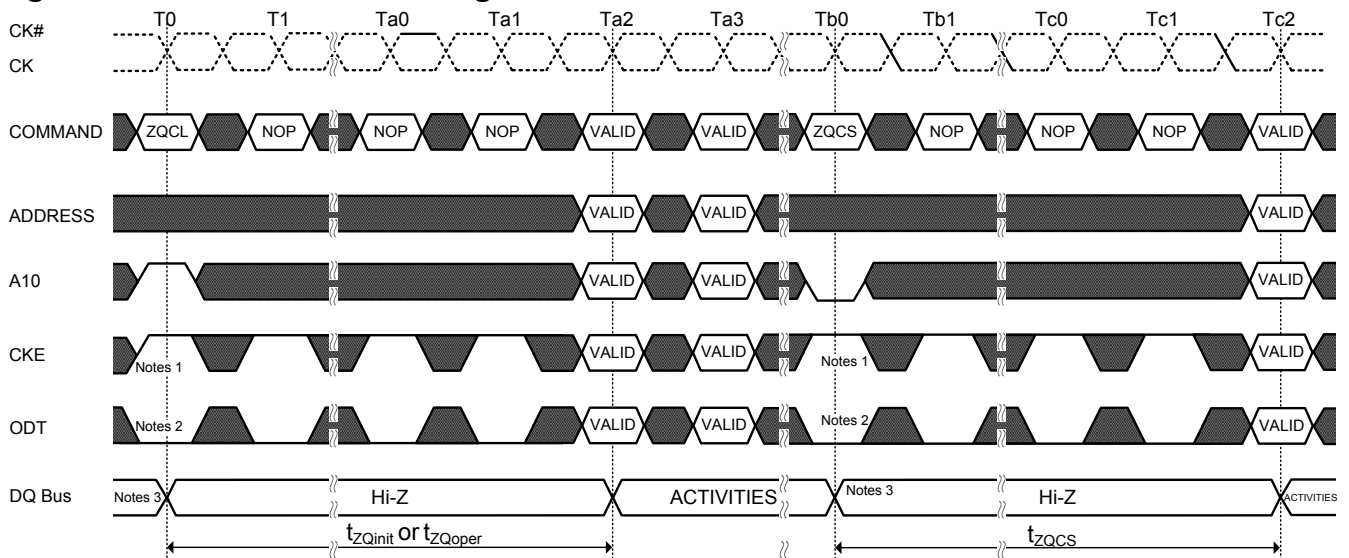 T0 T1 Ta0 Ta1 Ta2 Ta3 Tb0 Tb1 Tc0 Tc1 Tc2
CK#
CK
COMMAND ZQCL NOP NOP NOP VALID VALID ZQCS NOP NOP NOP VALID
ADDRESS VALID VALID VALID
A10 VALID VALID VALID
CKE Notes 1 VALID VALID Notes 1 VALID
ODT Notes 2 VALID VALID Notes 2 VALID
DQ Bus Notes 3 Hi-Z ACTIVITIES Notes 3 Hi-Z ACTIVITIES
tZQinit or tZQoper tZQCS